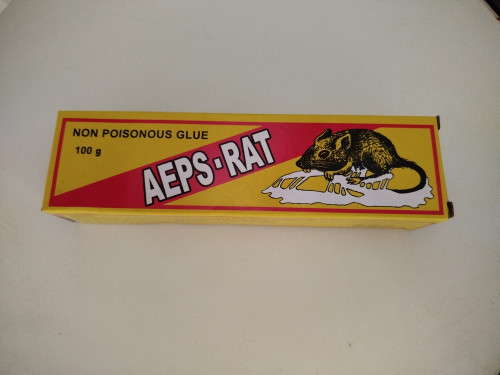 NON POISONOUS GLUE
100 g
AEPS-RAT